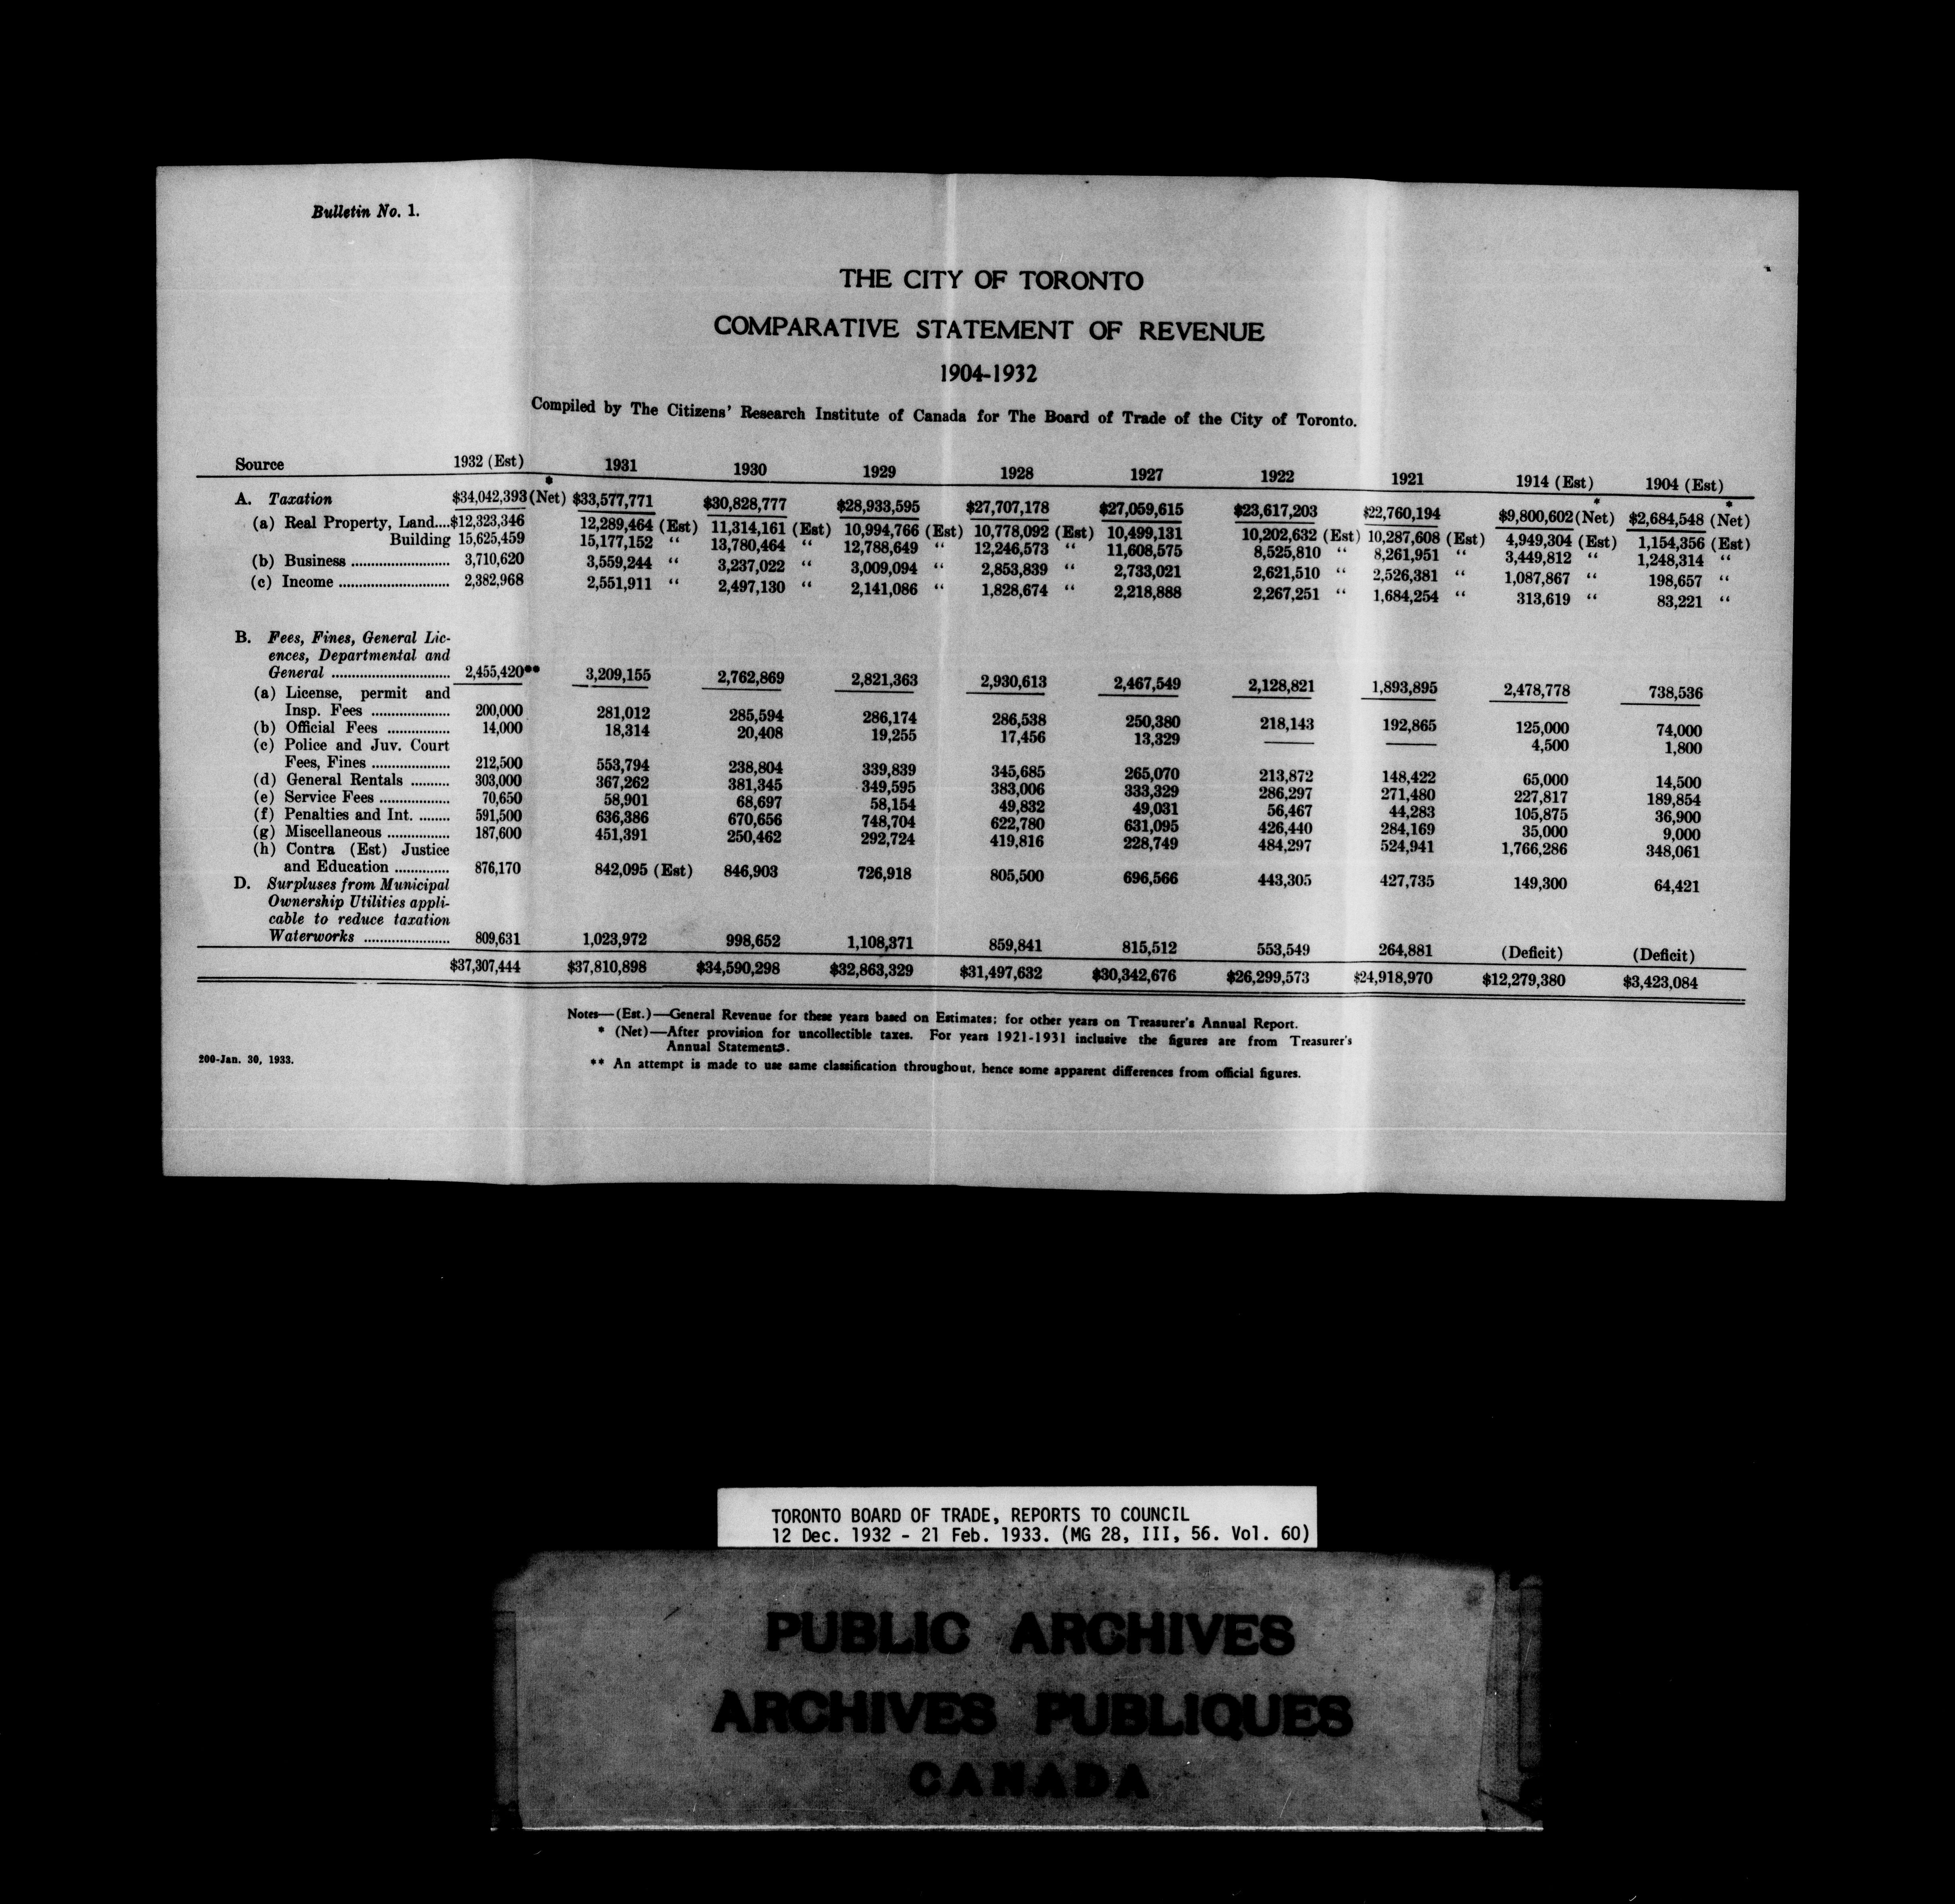 Bulletin No. 1.
THE CITY OF TORONTO
COMPARATIVE STATEMENT OF REVENUE
1904-1932
Compiled by The Citizens' Research Institute of Canada for The Board of Trade of the City of Toronto.
Source 1932 (Est) 1931 1930 1929 1928 1927 1922 1921 1914 (Est) 1904 (Est)
A. Taxation $34,042,393 (Net)* $33,577,771 $30,828,777 $28,933,595 $27,707,178 $27,059,615 $23,617,203 $22,760,194 $9,800,602 (Net)* $2,684,548 (Net)*
(a) Real Property, Land....$12,323,346 12,289,464 (Est) 11,314,161 (Est) 10,994,766 (Est) 10,778,092 (Est) 10,499,131 10,202,632 (Est) 10,287,608 (Est) 4,949,304 (Est) 1,154,356 (Est)
Building 15,625,459 15,177,152 “ 13,780,464 “ 12,788,649 “ 12,246,573 “ 11,608,575 8,525,810 “ 8,261,951 “ 3,449,812 “ 1,248,314 “
(b) Business .......................... 3,710,620 3,559,244 “ 3,237,022 “ 3,009,094 “ 2,853,839 “ 2,733,021 2,621,510 “ 2,526,381 “ 1,087,867 “ 198,657 “
(c) Income ............................ 2,382,968 2,551,911 “ 2,497,130 “ 2,141,086 “ 1,828,674 “ 2,218,888 2,267,251 “ 1,684,254 “ 313,619 “ 83,221 “
B. Fees, Fines, General Lic-
ences, Departmental and
General .............................. 2,455,420** 3,209,155 2,762,869 2,821,363 2,930,613 2,467,549 2,128,821 1,893,895 2,478,778 738,536
(a) License, permit and
Insp. Fees .................... 200,000 281,012 285,594 286,174 286,538 250,380 218,143 192,865 125,000 74,000
(b) Official Fees ................ 14,000 18,314 20,408 19,255 17,456 13,329 —— —— 4,500 1,800
(c) Police and Juv. Court
Fees, Fines .................... 212,500 553,794 238,804 339,839 345,685 265,070 213,872 148,422 65,000 14,500
(d) General Rentals .......... 303,000 367,262 381,345 349,595 383,006 333,329 286,297 271,480 227,817 189,854
(e) Service Fees .................. 70,650 58,901 68,697 58,154 49,832 49,031 56,467 44,283 105,875 36,900
(f) Penalties and Int. ........ 591,500 636,386 670,656 748,704 622,780 631,095 426,440 284,169 35,000 9,000
(g) Miscellaneous ................ 187,600 451,391 250,462 292,724 419,816 228,749 484,297 524,941 1,766,286 348,061
(h) Contra (Est) Justice
and Education .............. 876,170 842,095 (Est) 846,903 726,918 805,500 696,566 443,305 427,735 149,300 64,421
D. Surpluses from Municipal
Ownership Utilities appli-
cable to reduce taxation
Waterworks ...................... 809,631 1,023,972 998,652 1,108,371 859,841 815,512 553,549 264,881 (Deficit) (Deficit)
$37,307,444 $37,810,898 $34,590,298 $32,863,329 $31,497,632 $30,342,676 $26,299,573 $24,918,970 $12,279,380 $3,423,084
Notes—(Est.)—General Revenue for these years based on Estimates; for other years on Treasurer's Annual Report.
* (Net)—After provision for uncollectible taxes. For years 1921-1931 inclusive the figures are from Treasurer's
Annual Statements.
** An attempt is made to use same classification throughout, hence some apparent differences from official figures.
200-Jan. 30, 1933.
TORONTO BOARD OF TRADE, REPORTS TO COUNCIL
12 Dec. 1932 - 21 Feb. 1933. (MG 28, III, 56. Vol. 60)
PUBLIC ARCHIVES
ARCHIVES PUBLIQUES
CANADA